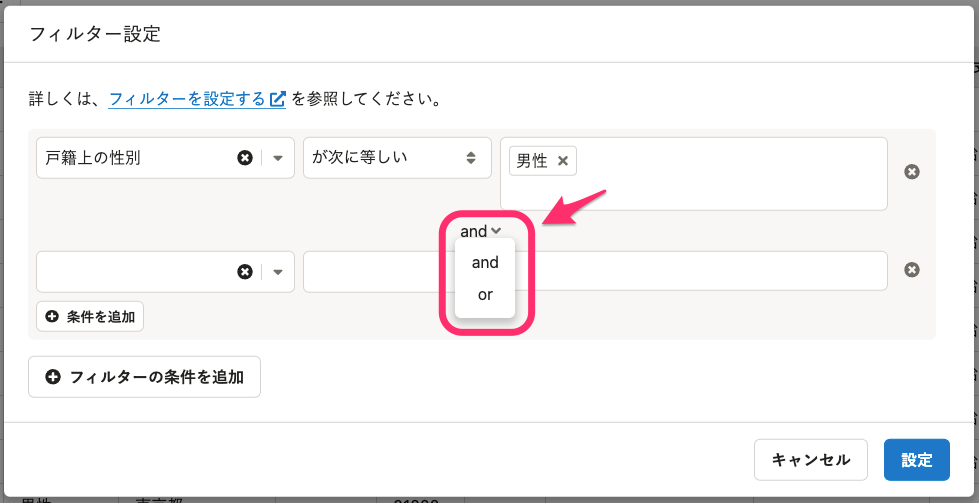 フィルター設定
詳しくは、フィルターを設定する を参照してください。
戸籍上の性別
が次に等しい
男性
and
and
or
条件を追加
フィルターの条件を追加
キャンセル
設定